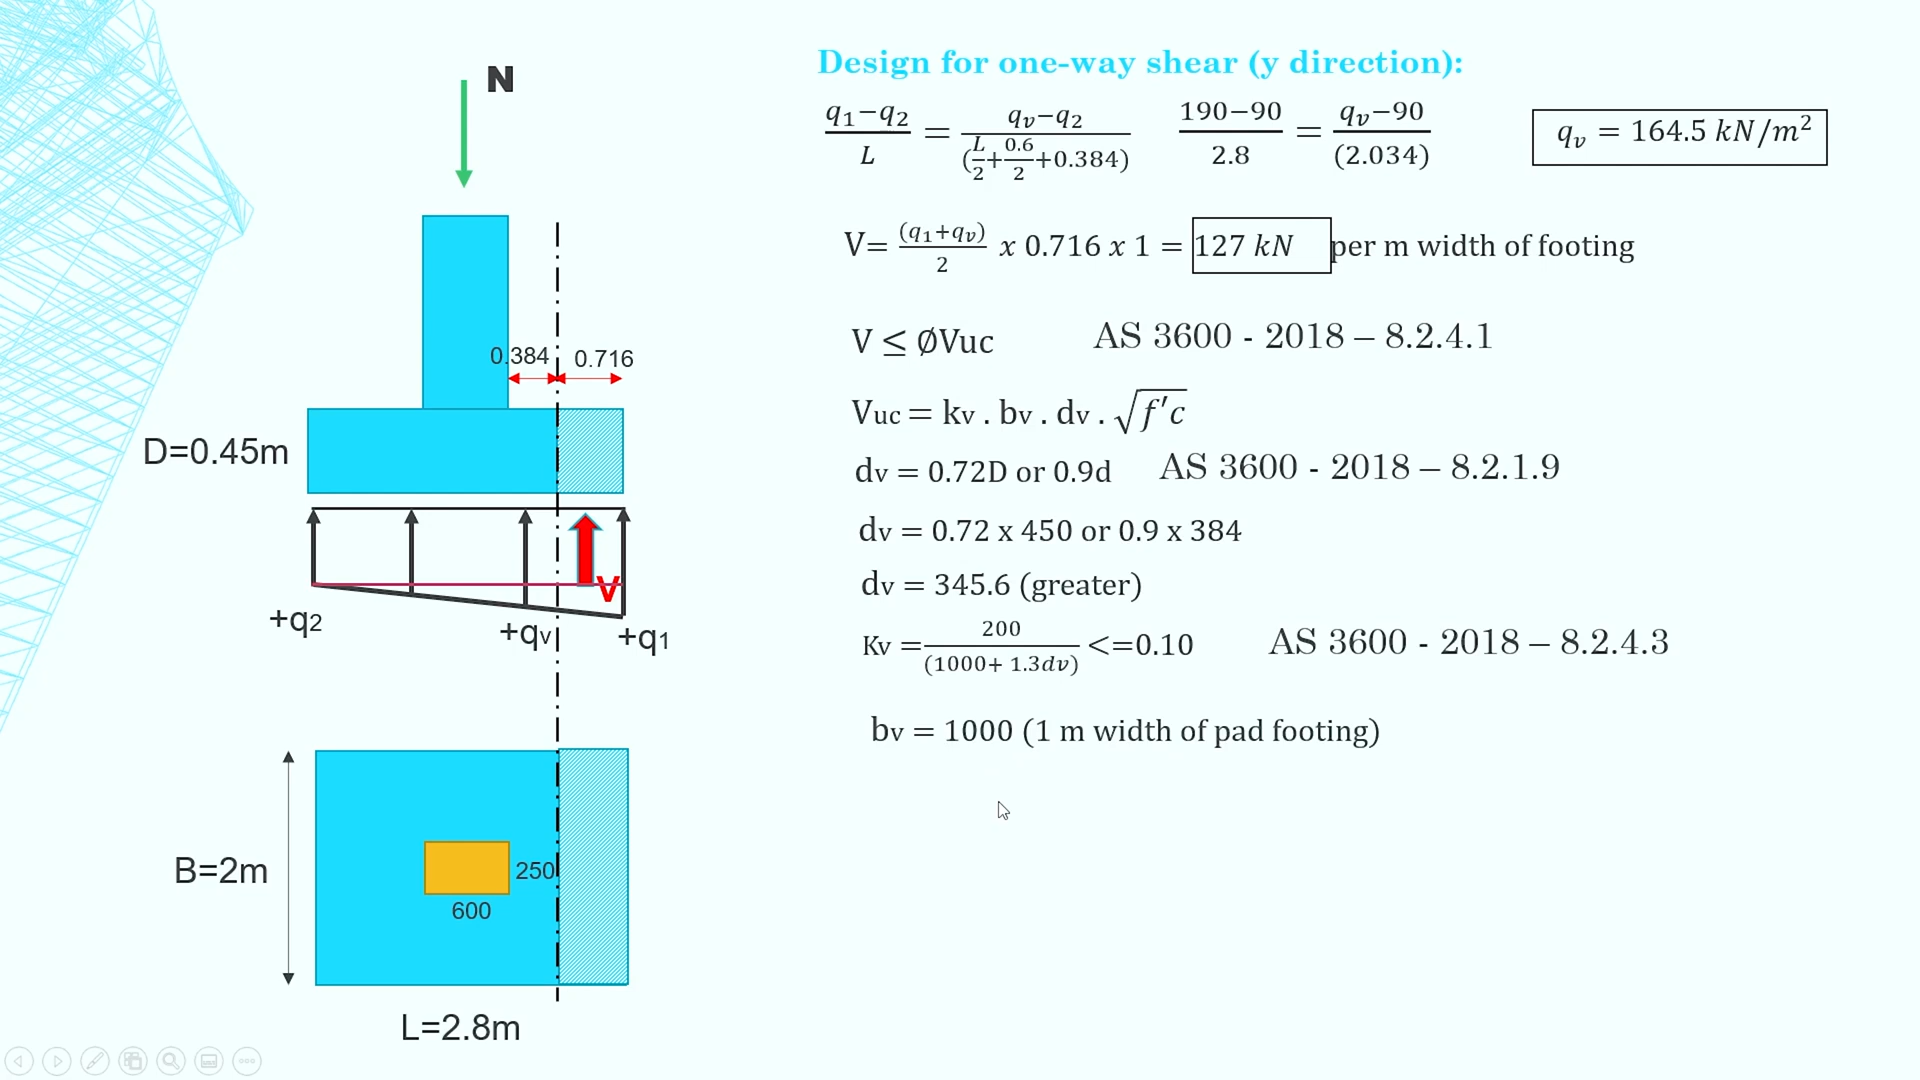 Design for one-way shear (y direction):
(q₁−q₂)/L = (q_v−q₂)/(L/2+0.6/2+0.384)   (190−90)/2.8 = (q_v−90)/(2.034)   q_v = 164.5 kN/m²
V= (q₁+q_v)/2 x 0.716 x 1 = 127 kN per m width of footing
V ≤ ∅Vuc   AS 3600 - 2018 – 8.2.4.1
Vuc = kv . bv . dv . √f′c
dv = 0.72D or 0.9d   AS 3600 - 2018 – 8.2.1.9
dv = 0.72 x 450 or 0.9 x 384
dv = 345.6 (greater)
Kv = 200/(1000+ 1.3dv) <=0.10   AS 3600 - 2018 – 8.2.4.3
bv = 1000 (1 m width of pad footing)
N
0.384
0.716
D=0.45m
V
+q2
+qv
+q1
B=2m
250
600
L=2.8m